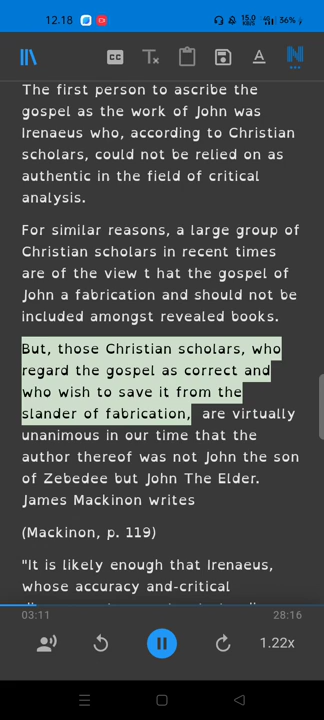 12.18
15.0
KB/S
4G
36%
CC
The first person to ascribe the
gospel as the work of John was
Irenaeus who, according to Christian
scholars, could not be relied on as
authentic in the field of critical
analysis.
For similar reasons, a large group of
Christian scholars in recent times
are of the view t hat the gospel of
John a fabrication and should not be
included amongst revealed books.
But, those Christian scholars, who
regard the gospel as correct and
who wish to save it from the
slander of fabrication, are virtually
unanimous in our time that the
author thereof was not John the son
of Zebedee but John The Elder.
James Mackinon writes
(Mackinon, p. 119)
"It is likely enough that Irenaeus,
whose accuracy and-critical
03:11
28:16
1.22x